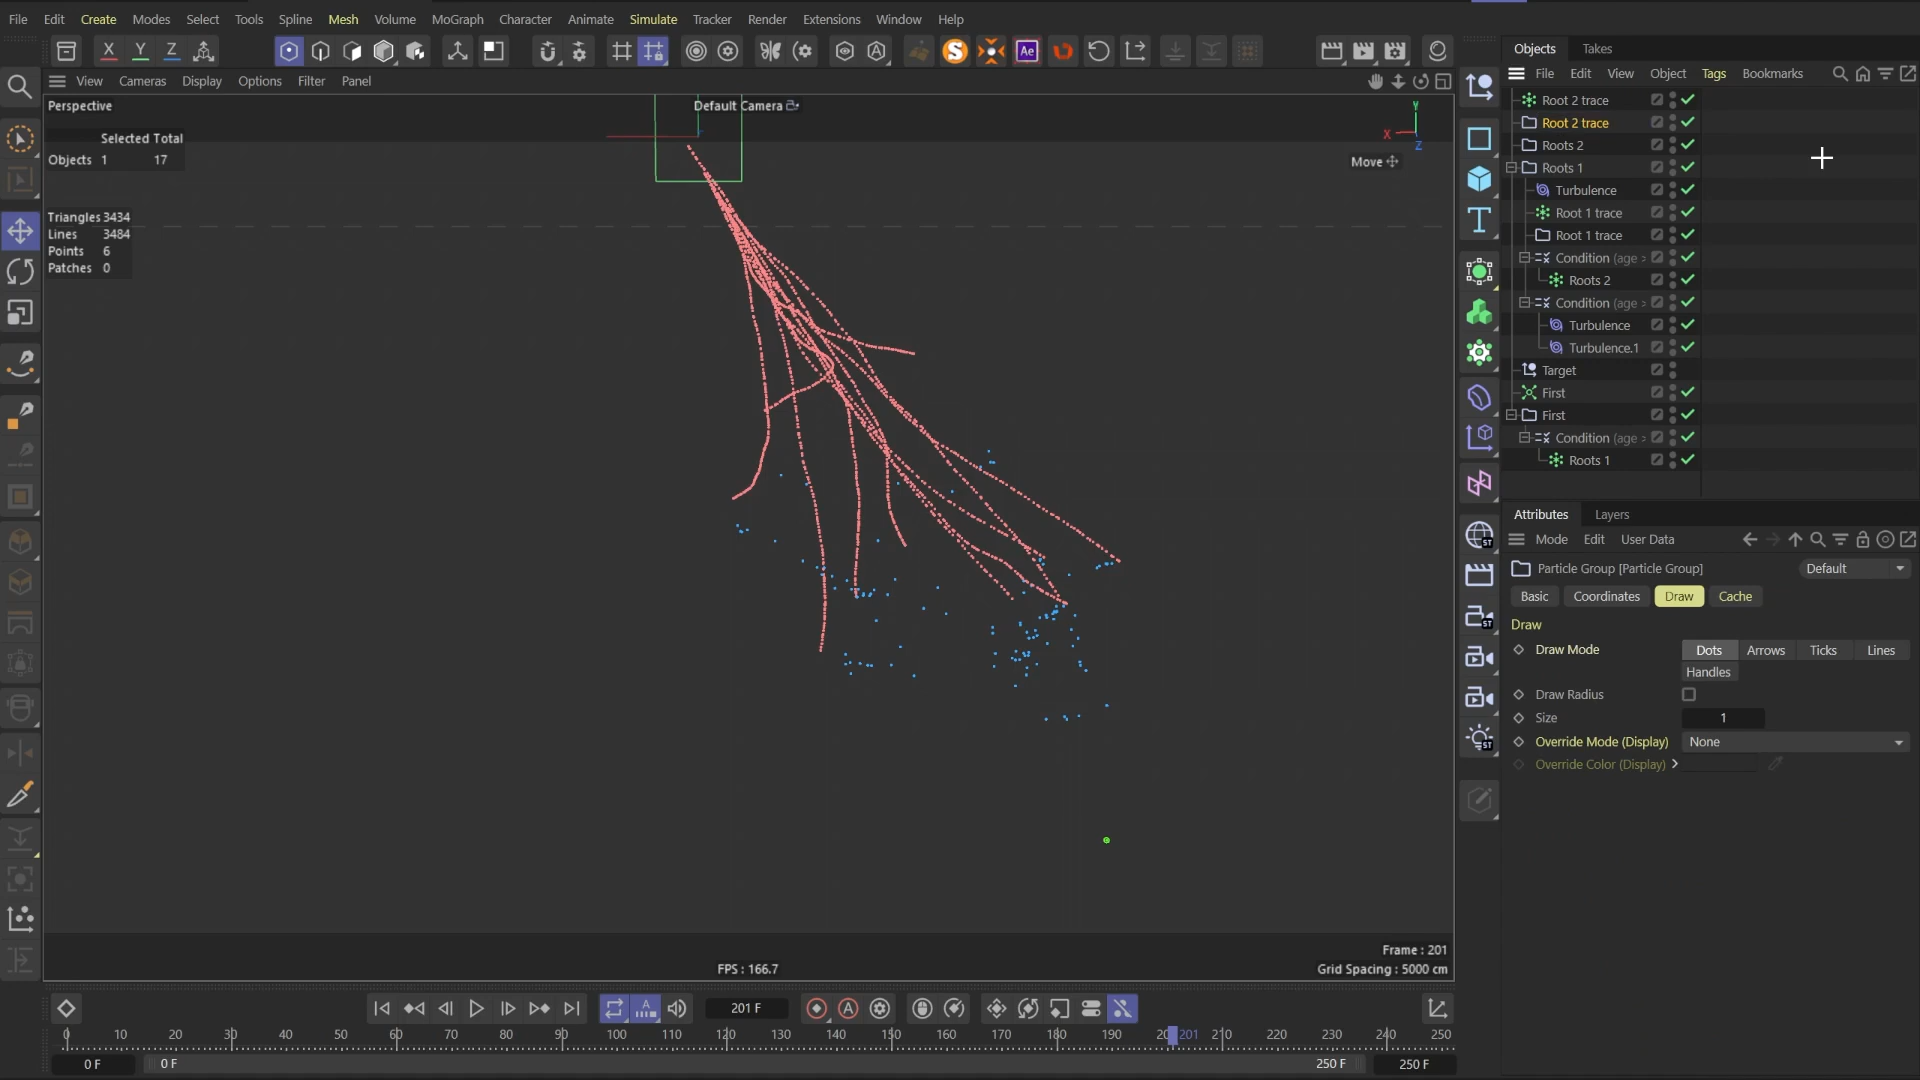 File Edit Create Modes Select Tools Spline Mesh Volume MoGraph Character Animate Simulate Tracker Render Extensions Window Help
X Y Z
Ae
View Cameras Display Options Filter Panel
Perspective
Default Camera
Selected Total
Objects 1 17
Move
Y
X
Z
Triangles 3434
Lines 3484
Points 6
Patches 0
Frame : 201
FPS : 166.7
Grid Spacing : 5000 cm
201 F
0 10 20 30 40 50 60 70 80 90 100 110 120 130 140 150 160 170 180 190 201 210 220 230 240 250
0 F
0 F
250 F
250 F
ST
ST
ST
Objects Takes
File Edit View Object Tags Bookmarks
Root 2 trace
Root 2 trace
Roots 2
Roots 1
Turbulence
Root 1 trace
Root 1 trace
Condition (age >
Roots 2
Condition (age >
Turbulence
Turbulence.1
Target
First
First
Condition (age >
Roots 1
Attributes Layers
Mode Edit User Data
Particle Group [Particle Group]
Default
Basic Coordinates Draw Cache
Draw
Draw Mode
Dots Arrows Ticks Lines
Handles
Draw Radius
Size 1
Override Mode (Display) None
Override Color (Display)